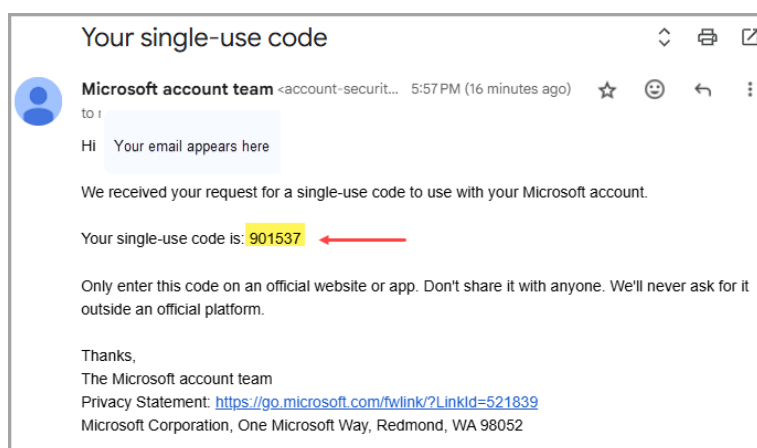 Your single-use code
Microsoft account team <account-securit... 5:57 PM (16 minutes ago)
to
Hi Your email appears here
We received your request for a single-use code to use with your Microsoft account.
Your single-use code is: 901537
Only enter this code on an official website or app. Don't share it with anyone. We'll never ask for it
outside an official platform.
Thanks,
The Microsoft account team
Privacy Statement: https://go.microsoft.com/fwlink/?LinkId=521839
Microsoft Corporation, One Microsoft Way, Redmond, WA 98052